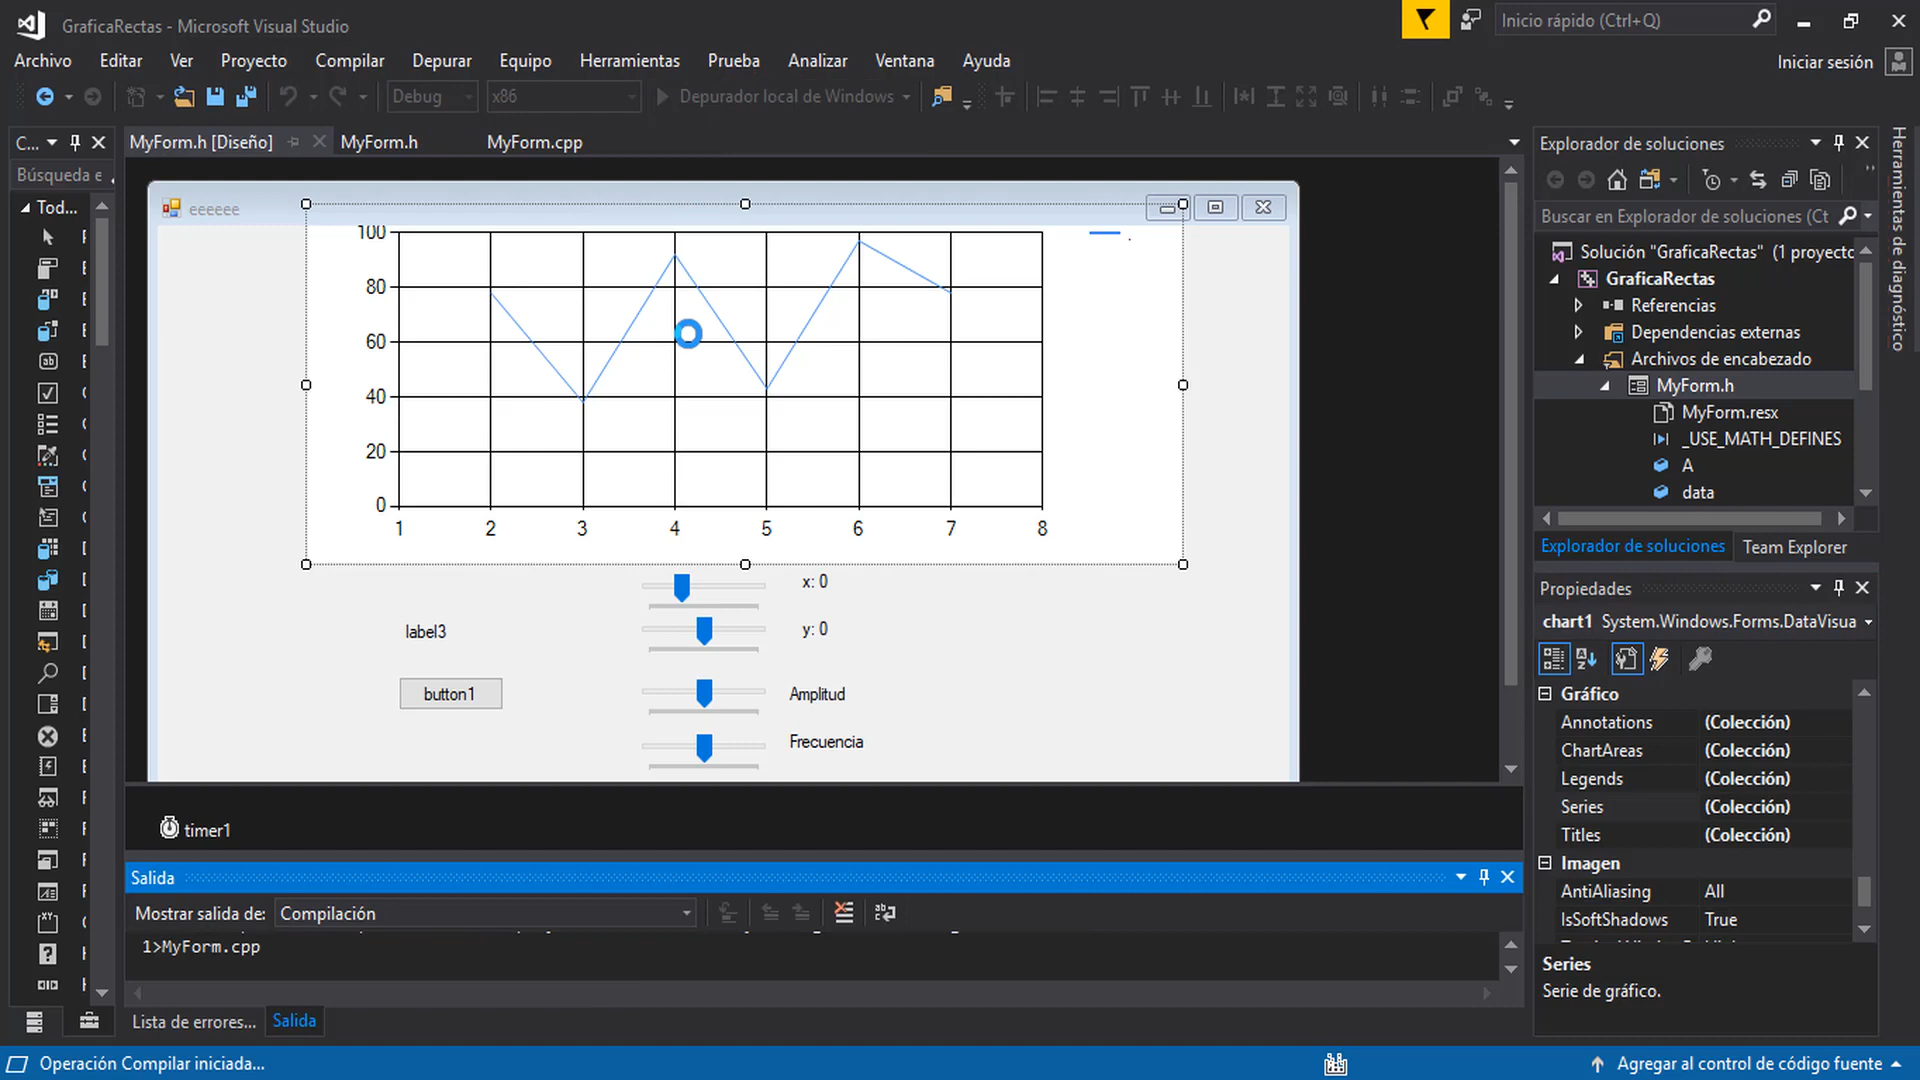 GraficaRectas - Microsoft Visual Studio
Inicio rápido (Ctrl+Q)
Archivo Editar Ver Proyecto Compilar Depurar Equipo Herramientas Prueba Analizar Ventana Ayuda
Iniciar sesión
Debug x86 Depurador local de Windows
C...
MyForm.h [Diseño] MyForm.h MyForm.cpp
Búsqueda e
Tod...
eeeeee
100
80
60
40
20
0
1 2 3 4 5 6 7 8
x: 0
label3
y: 0
button1
Amplitud
Frecuencia
timer1
Salida
Mostrar salida de: Compilación
1>MyForm.cpp
Lista de errores... Salida
Explorador de soluciones
Buscar en Explorador de soluciones (Ct
Solución "GraficaRectas" (1 proyecto
GraficaRectas
Referencias
Dependencias externas
Archivos de encabezado
MyForm.h
MyForm.resx
_USE_MATH_DEFINES
A
data
Explorador de soluciones Team Explorer
Herramientas de diagnóstico
Propiedades
chart1 System.Windows.Forms.DataVisua
Gráfico
Annotations (Colección)
ChartAreas (Colección)
Legends (Colección)
Series (Colección)
Titles (Colección)
Imagen
AntiAliasing All
IsSoftShadows True
Series
Serie de gráfico.
Operación Compilar iniciada...
Agregar al control de código fuente